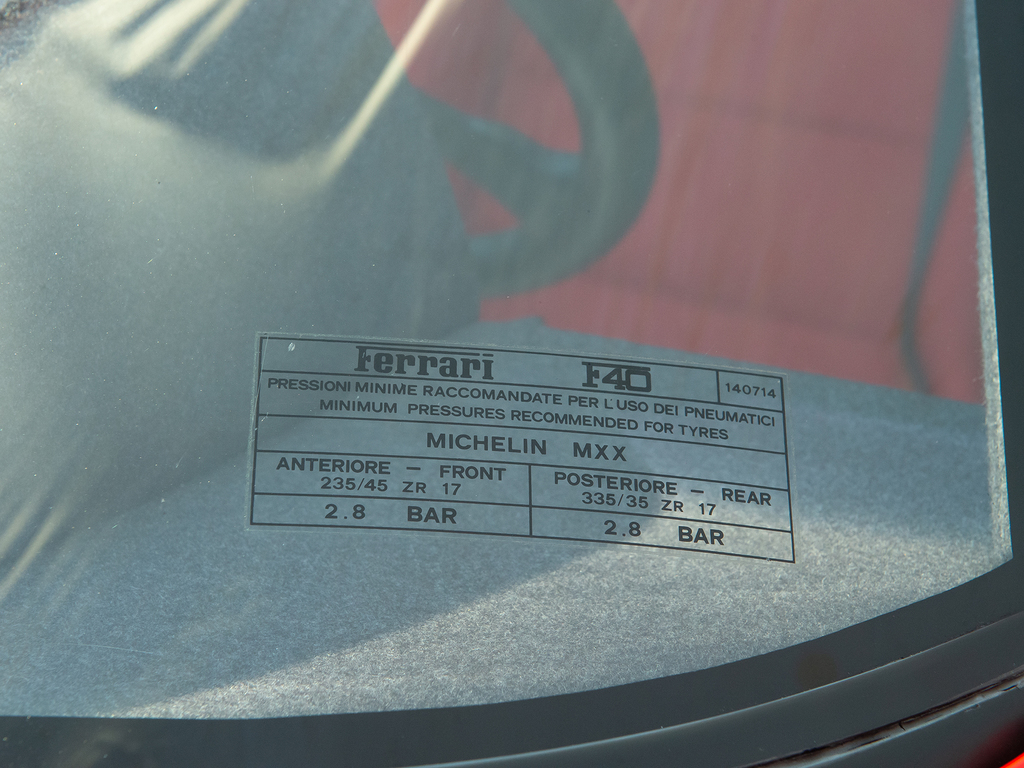 Ferrari F40 140714
PRESSIONI MINIME RACCOMANDATE PER L'USO DEI PNEUMATICI
MINIMUM PRESSURES RECOMMENDED FOR TYRES
MICHELIN MXX
ANTERIORE — FRONT
235/45 ZR 17
2.8 BAR
POSTERIORE — REAR
335/35 ZR 17
2.8 BAR